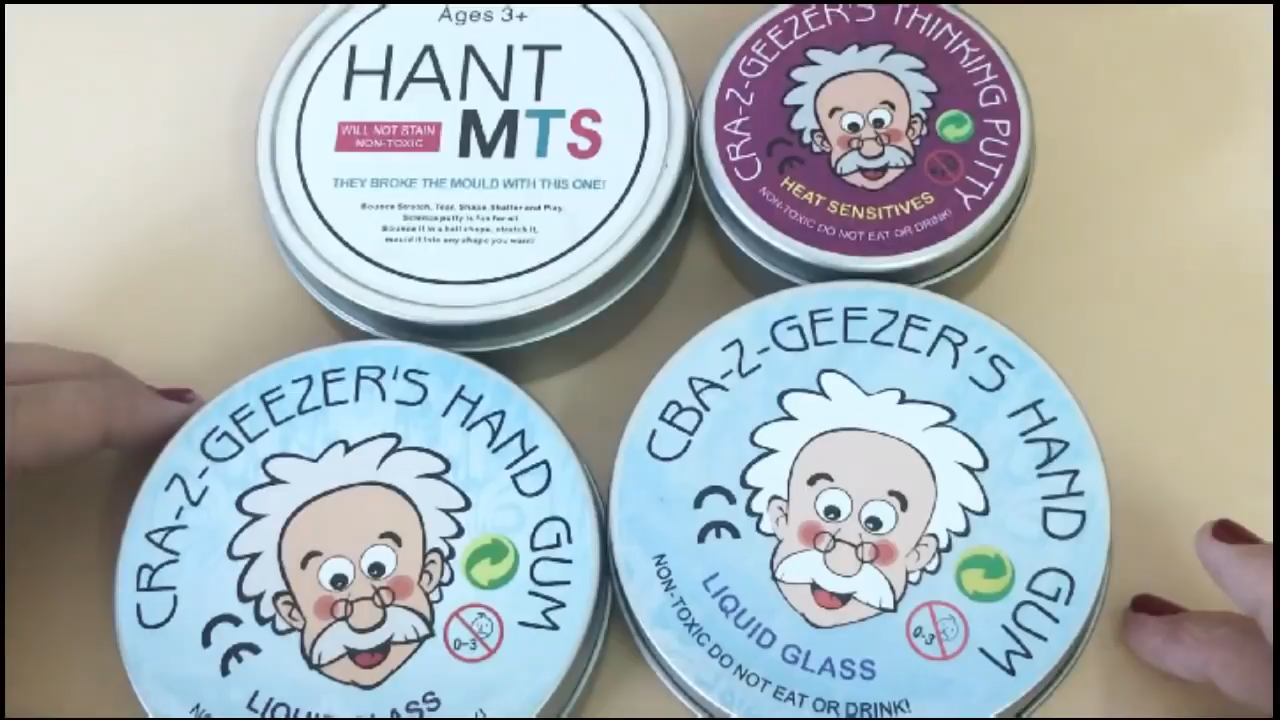 Ages 3+
HANT
WILL NOT STAIN
NON-TOXIC
MTS
THEY BROKE THE MOULD WITH THIS ONE!
Bounce Stretch, Tear, Shape Shatter and Play.
Science putty is fun for all
Bounce it in a ball shape, stretch it,
mould it into any shape you want!
CRA-Z-GEEZER'S THINKING PUTTY
CE
HEAT SENSITIVES
NON-TOXIC DO NOT EAT OR DRINK!
CRA-Z-GEEZER'S HAND GUM
CE
0-3
LIQUID GLASS
CBA-Z-GEEZER'S HAND GUM
CE
0-3
LIQUID GLASS
NON-TOXIC DO NOT EAT OR DRINK!